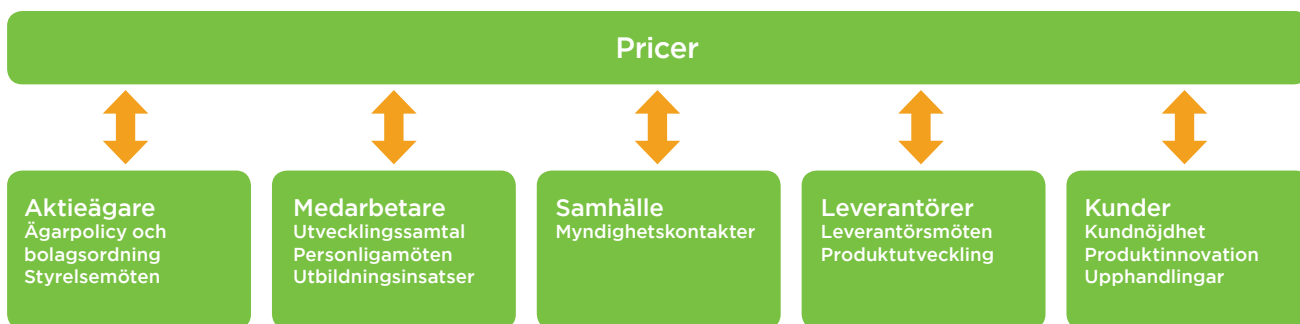 Pricer
Aktieägare
Ägarpolicy och
bolagsordning
Styrelsemöten
Medarbetare
Utvecklingssamtal
Personligamöten
Utbildningsinsatser
Samhälle
Myndighetskontakter
Leverantörer
Leverantörsmöten
Produktutveckling
Kunder
Kundnöjdhet
Produktinnovation
Upphandlingar